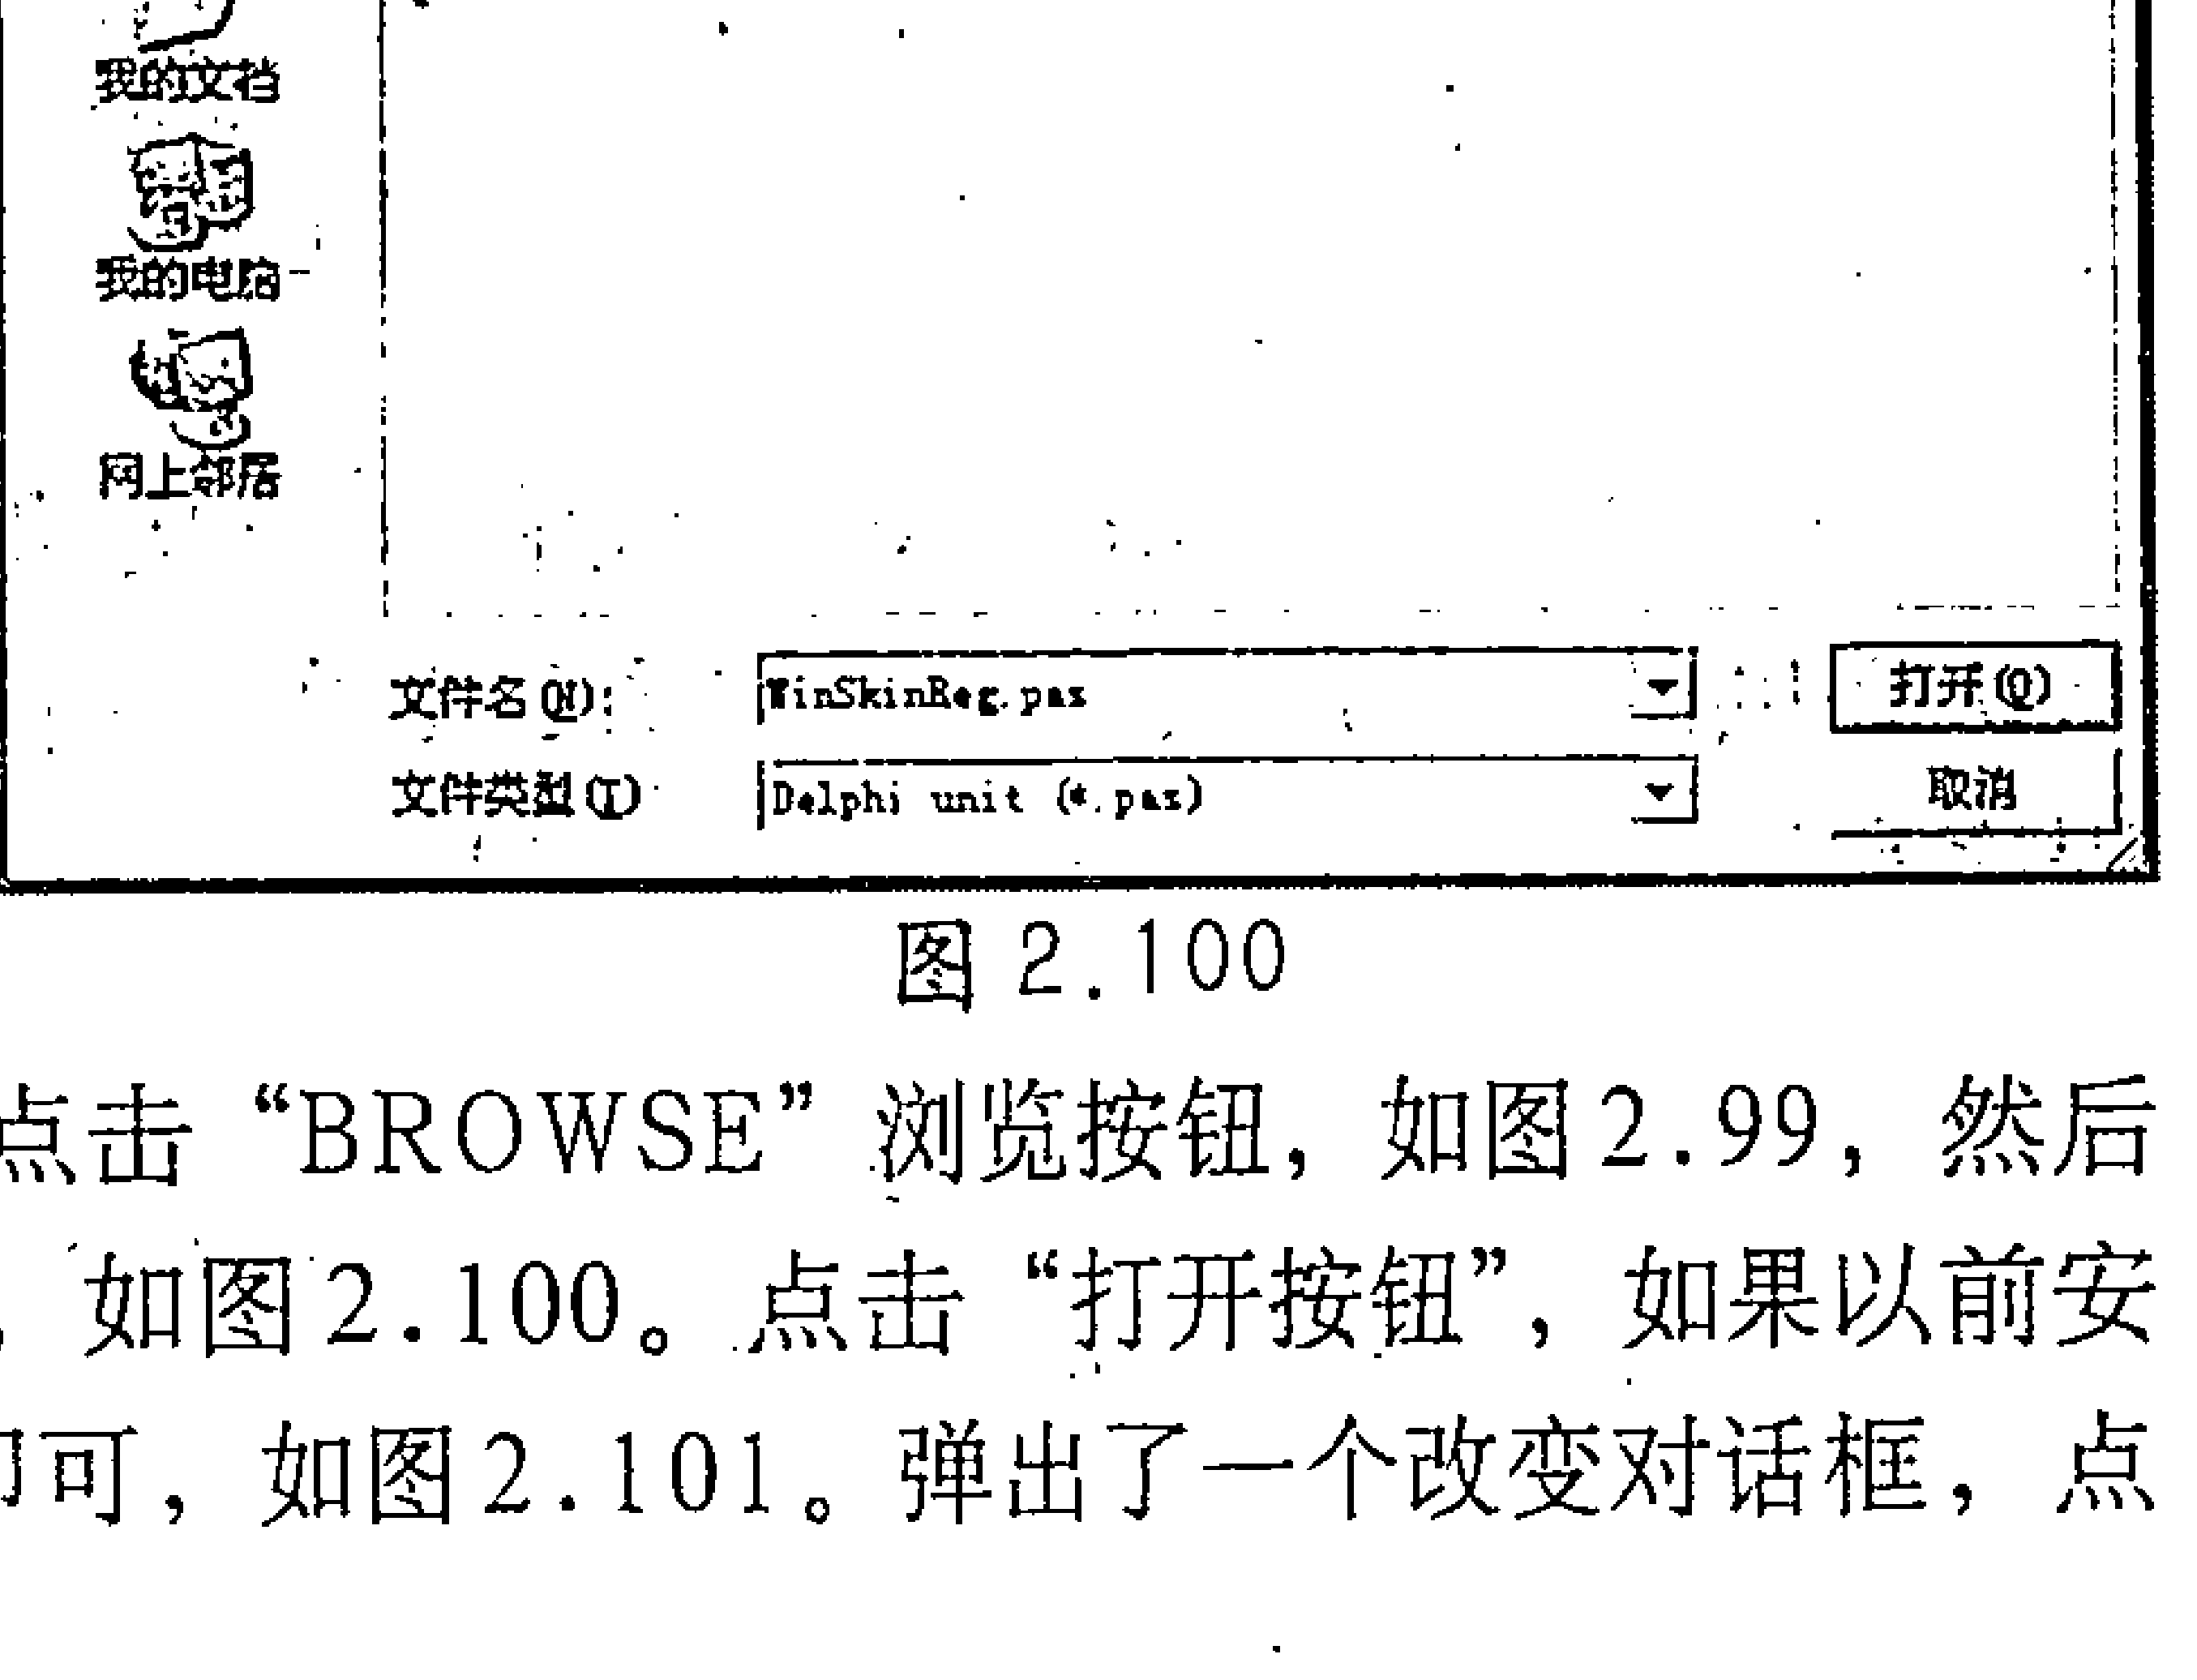 我的文档
我的电脑
网上邻居
文件名(N): WinSkinReg.pas 打开(O)
文件类型(T) Delphi unit (*.pas) 取消
图 2.100
点击“BROWSE”浏览按钮，如图2.99，然后
，如图2.100。点击“打开按钮”，如果以前安
即可，如图2.101。弹出了一个改变对话框，点